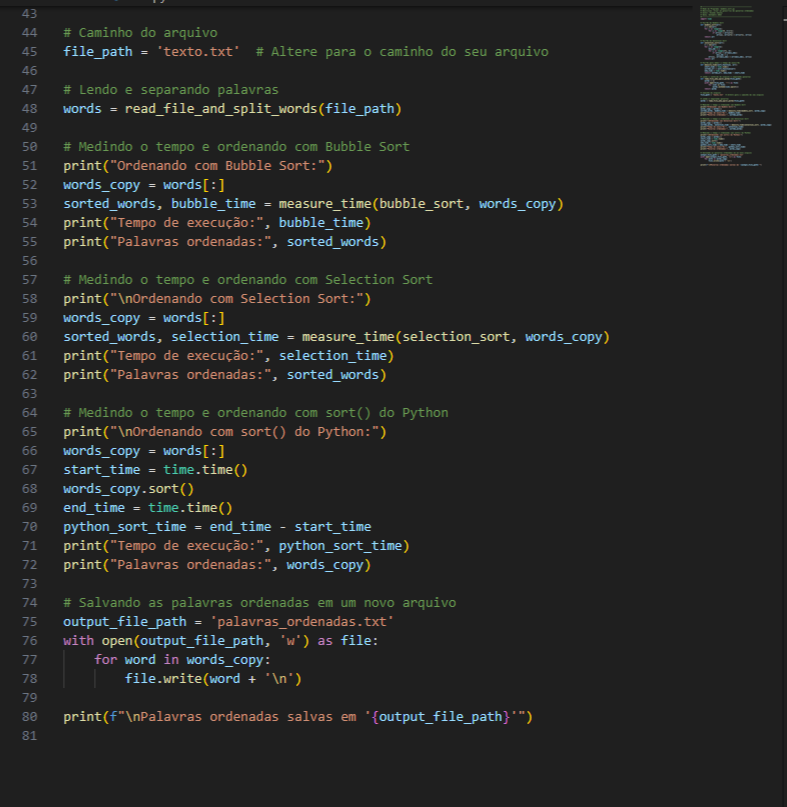 43
44 # Caminho do arquivo
45 file_path = 'texto.txt'  # Altere para o caminho do seu arquivo
46
47 # Lendo e separando palavras
48 words = read_file_and_split_words(file_path)
49
50 # Medindo o tempo e ordenando com Bubble Sort
51 print("Ordenando com Bubble Sort:")
52 words_copy = words[:]
53 sorted_words, bubble_time = measure_time(bubble_sort, words_copy)
54 print("Tempo de execução:", bubble_time)
55 print("Palavras ordenadas:", sorted_words)
56
57 # Medindo o tempo e ordenando com Selection Sort
58 print("\nOrdenando com Selection Sort:")
59 words_copy = words[:]
60 sorted_words, selection_time = measure_time(selection_sort, words_copy)
61 print("Tempo de execução:", selection_time)
62 print("Palavras ordenadas:", sorted_words)
63
64 # Medindo o tempo e ordenando com sort() do Python
65 print("\nOrdenando com sort() do Python:")
66 words_copy = words[:]
67 start_time = time.time()
68 words_copy.sort()
69 end_time = time.time()
70 python_sort_time = end_time - start_time
71 print("Tempo de execução:", python_sort_time)
72 print("Palavras ordenadas:", words_copy)
73
74 # Salvando as palavras ordenadas em um novo arquivo
75 output_file_path = 'palavras_ordenadas.txt'
76 with open(output_file_path, 'w') as file:
77     for word in words_copy:
78         file.write(word + '\n')
79
80 print(f"\nPalavras ordenadas salvas em '{output_file_path}'")
81